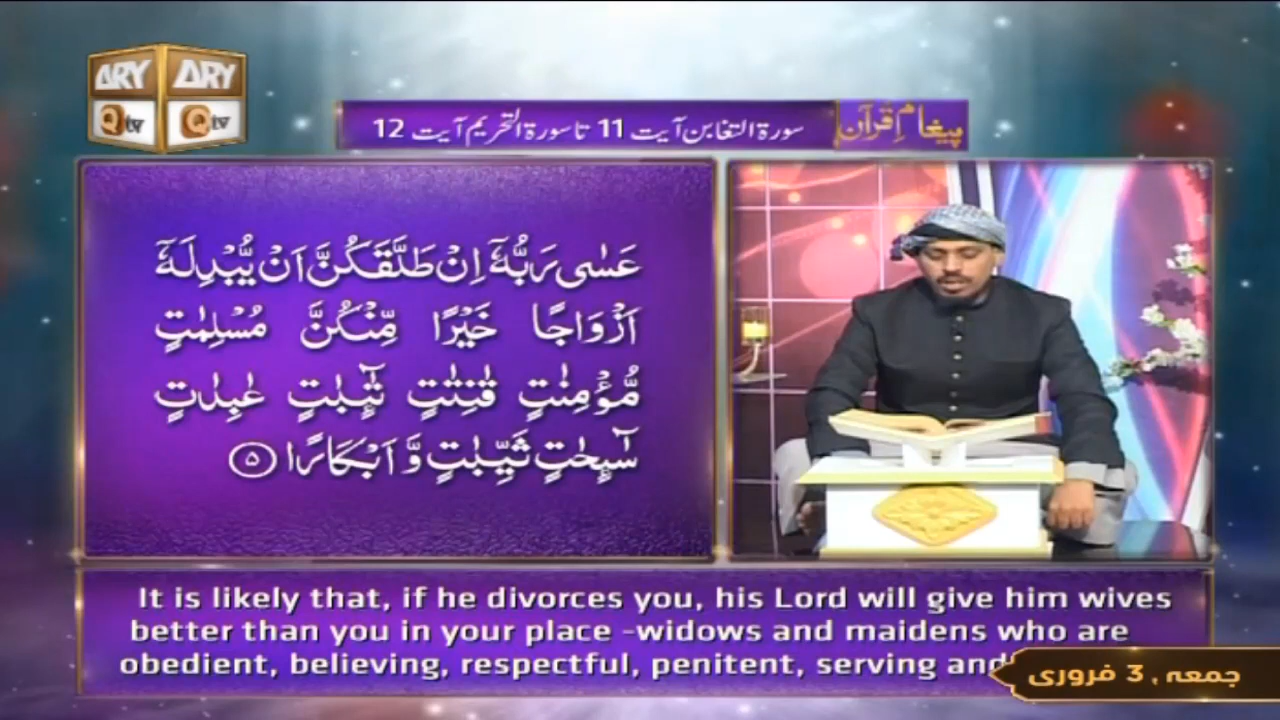 ARY ARY
Qtv Qtv
پیغام قرآن
سورۃ التغابن آیت 11 تا سورۃ التحریم آیت 12
عَسٰى رَبُّهٗۤ اِنْ طَلَّقَكُنَّ اَنْ یُّبْدِلَهٗۤ
اَزْوَاجًا خَیْرًا مِّنْكُنَّ مُسْلِمٰتٍ
مُّؤْمِنٰتٍ قٰنِتٰتٍ تٰٓىِٕبٰتٍ عٰبِدٰتٍ
سٰٓىِٕحٰتٍ ثَیِّبٰتٍ وَّ اَبْكَارًا ۝۵
It is likely that, if he divorces you, his Lord will give him wives
better than you in your place -widows and maidens who are
obedient, believing, respectful, penitent, serving and
جمعہ، 3 فروری